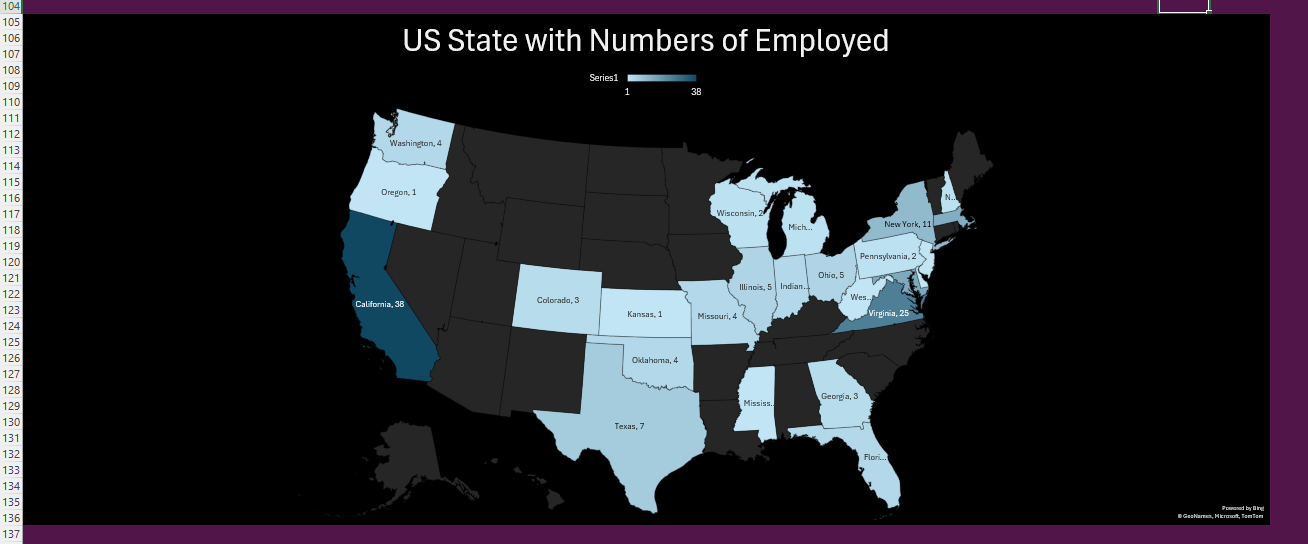 104
105
106
107
108
109
110
111
112
113
114
115
116
117
118
119
120
121
122
123
124
125
126
127
128
129
130
131
132
133
134
135
136
137
US State with Numbers of Employed
Series1
1
38
Washington, 4
Oregon, 1
Wisconsin, 2
Mich...
N...
New York, 11
Pennsylvania, 2
Ohio, 5
Illinois, 5
Indian...
Wes...
Colorado, 3
California, 38
Kansas, 1
Missouri, 4
Virginia, 25
Oklahoma, 4
Georgia, 3
Mississ...
Texas, 7
Flori...
Powered by Bing
© GeoNames, Microsoft, TomTom